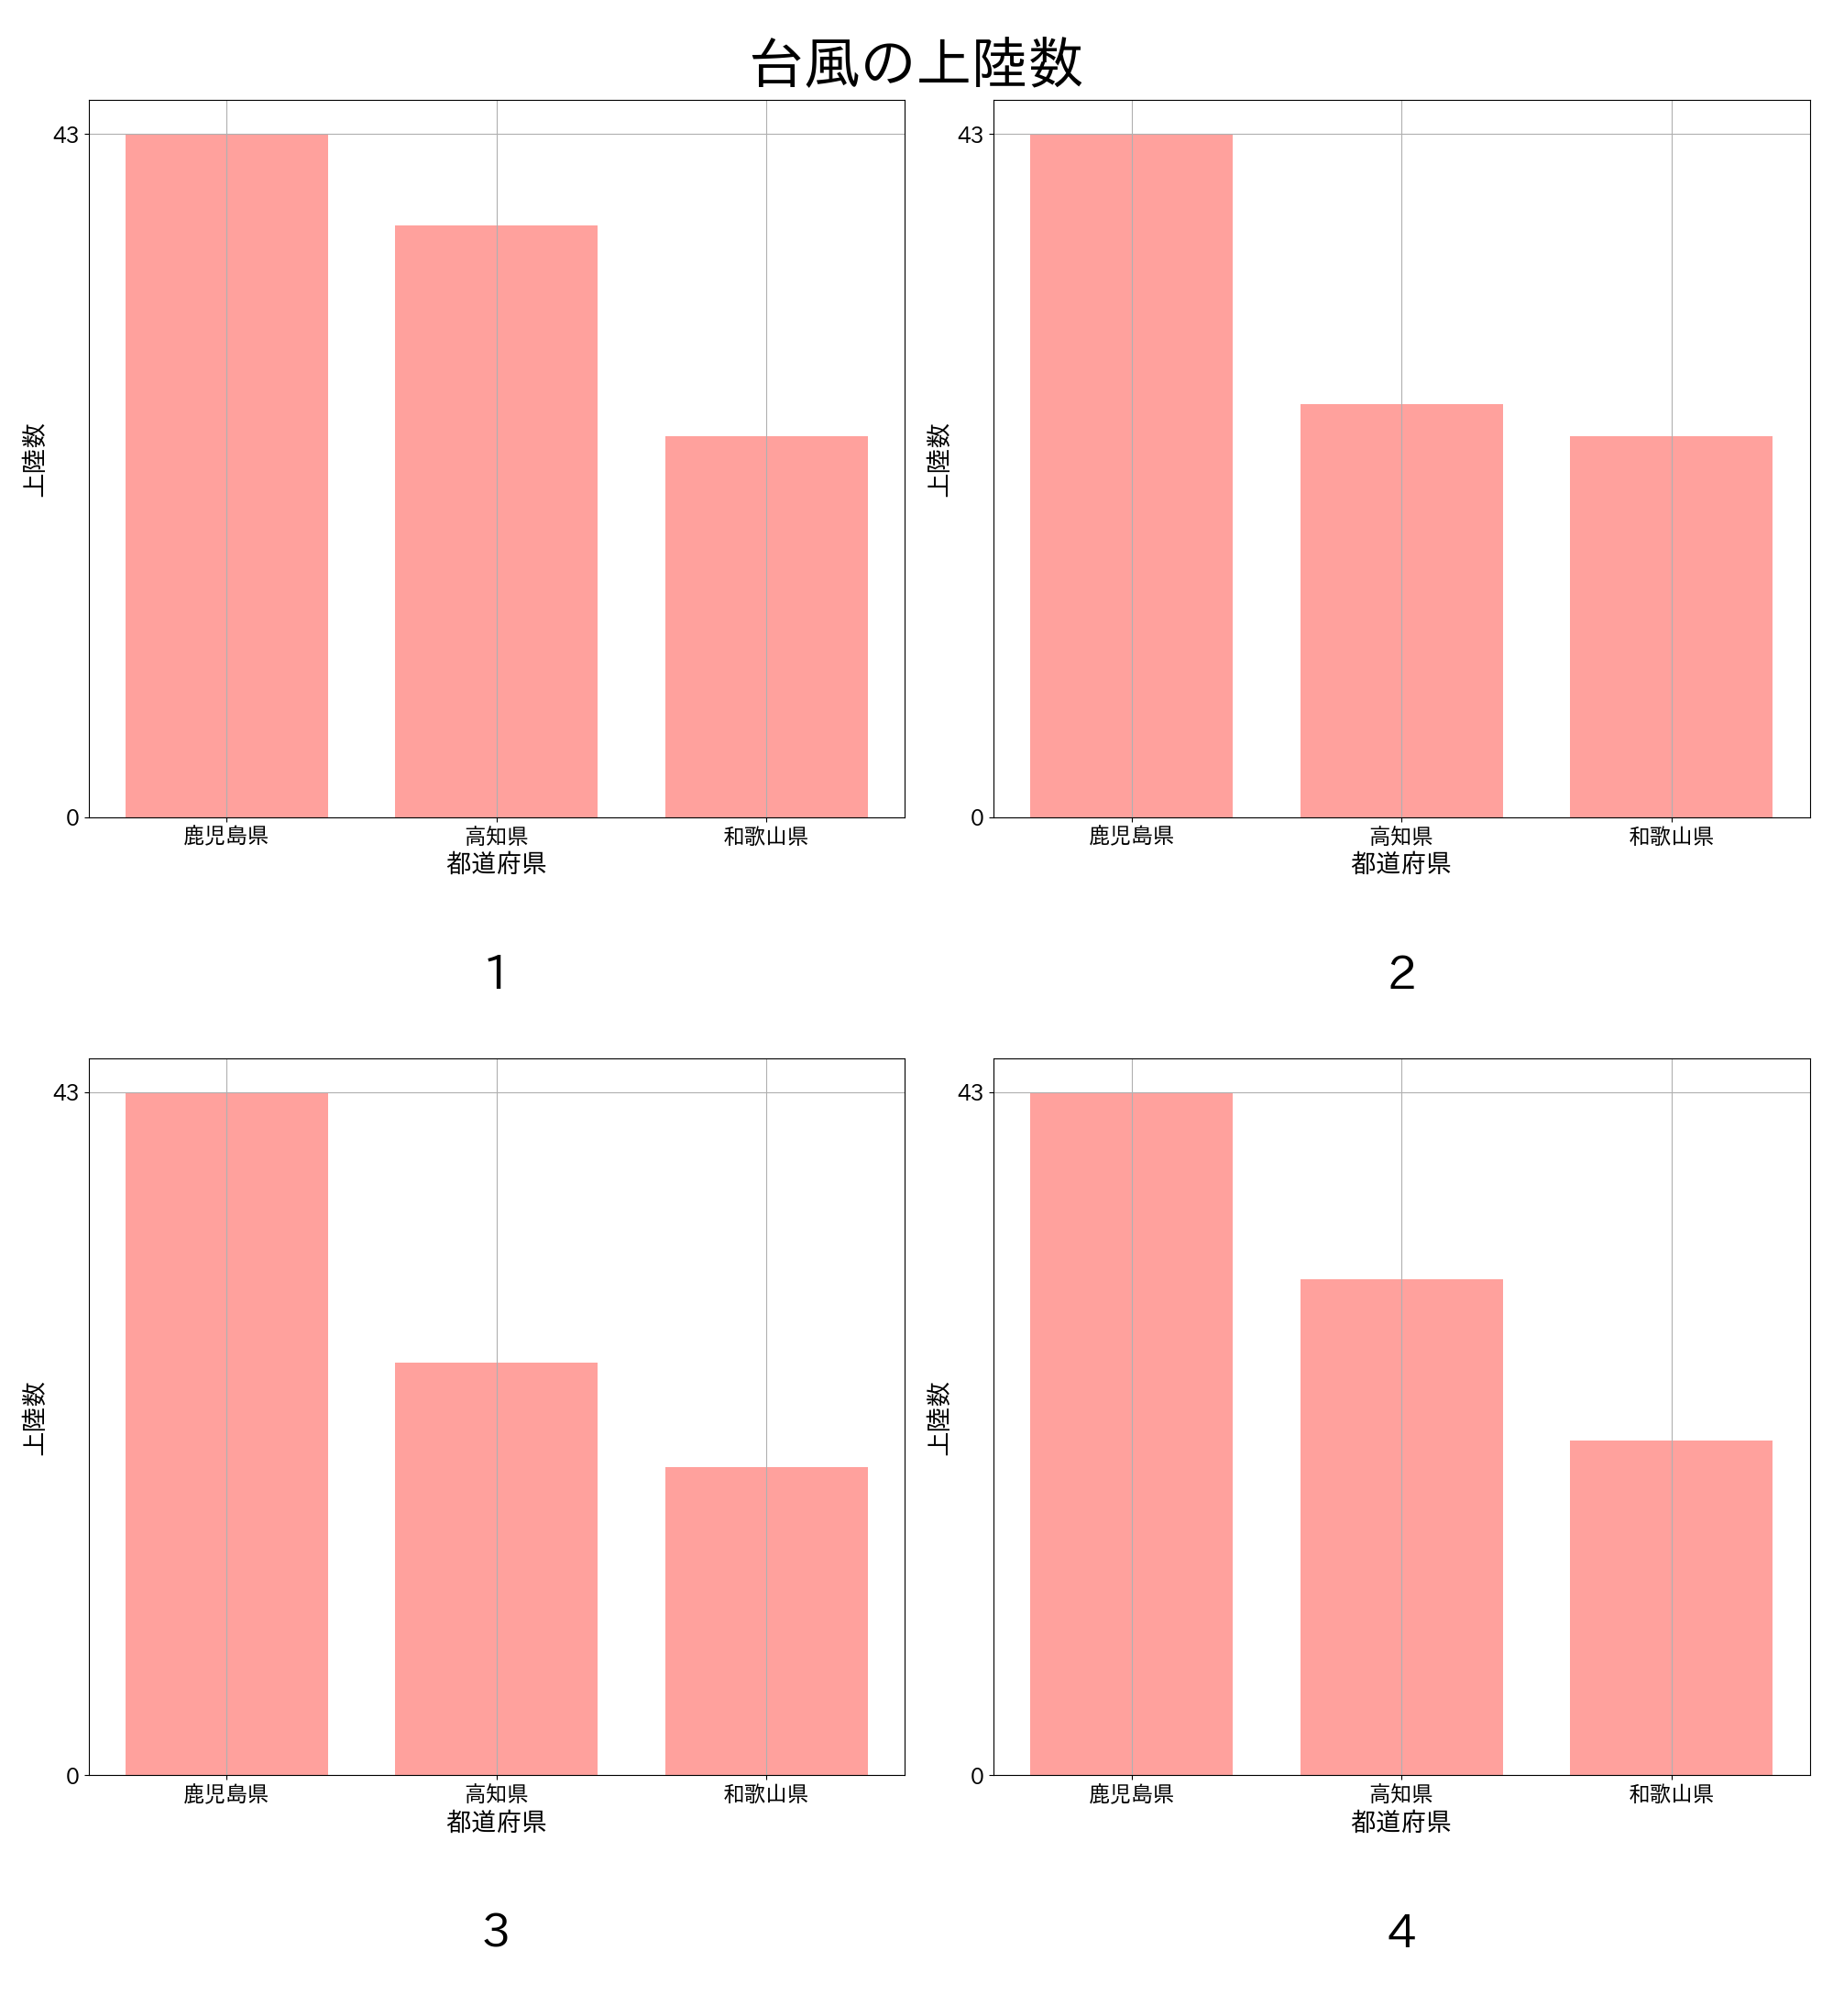 台風の上陸数
43
0
上陸数
鹿児島県 高知県 和歌山県
都道府県
1
43
0
上陸数
鹿児島県 高知県 和歌山県
都道府県
2
43
0
上陸数
鹿児島県 高知県 和歌山県
都道府県
3
43
0
上陸数
鹿児島県 高知県 和歌山県
都道府県
4